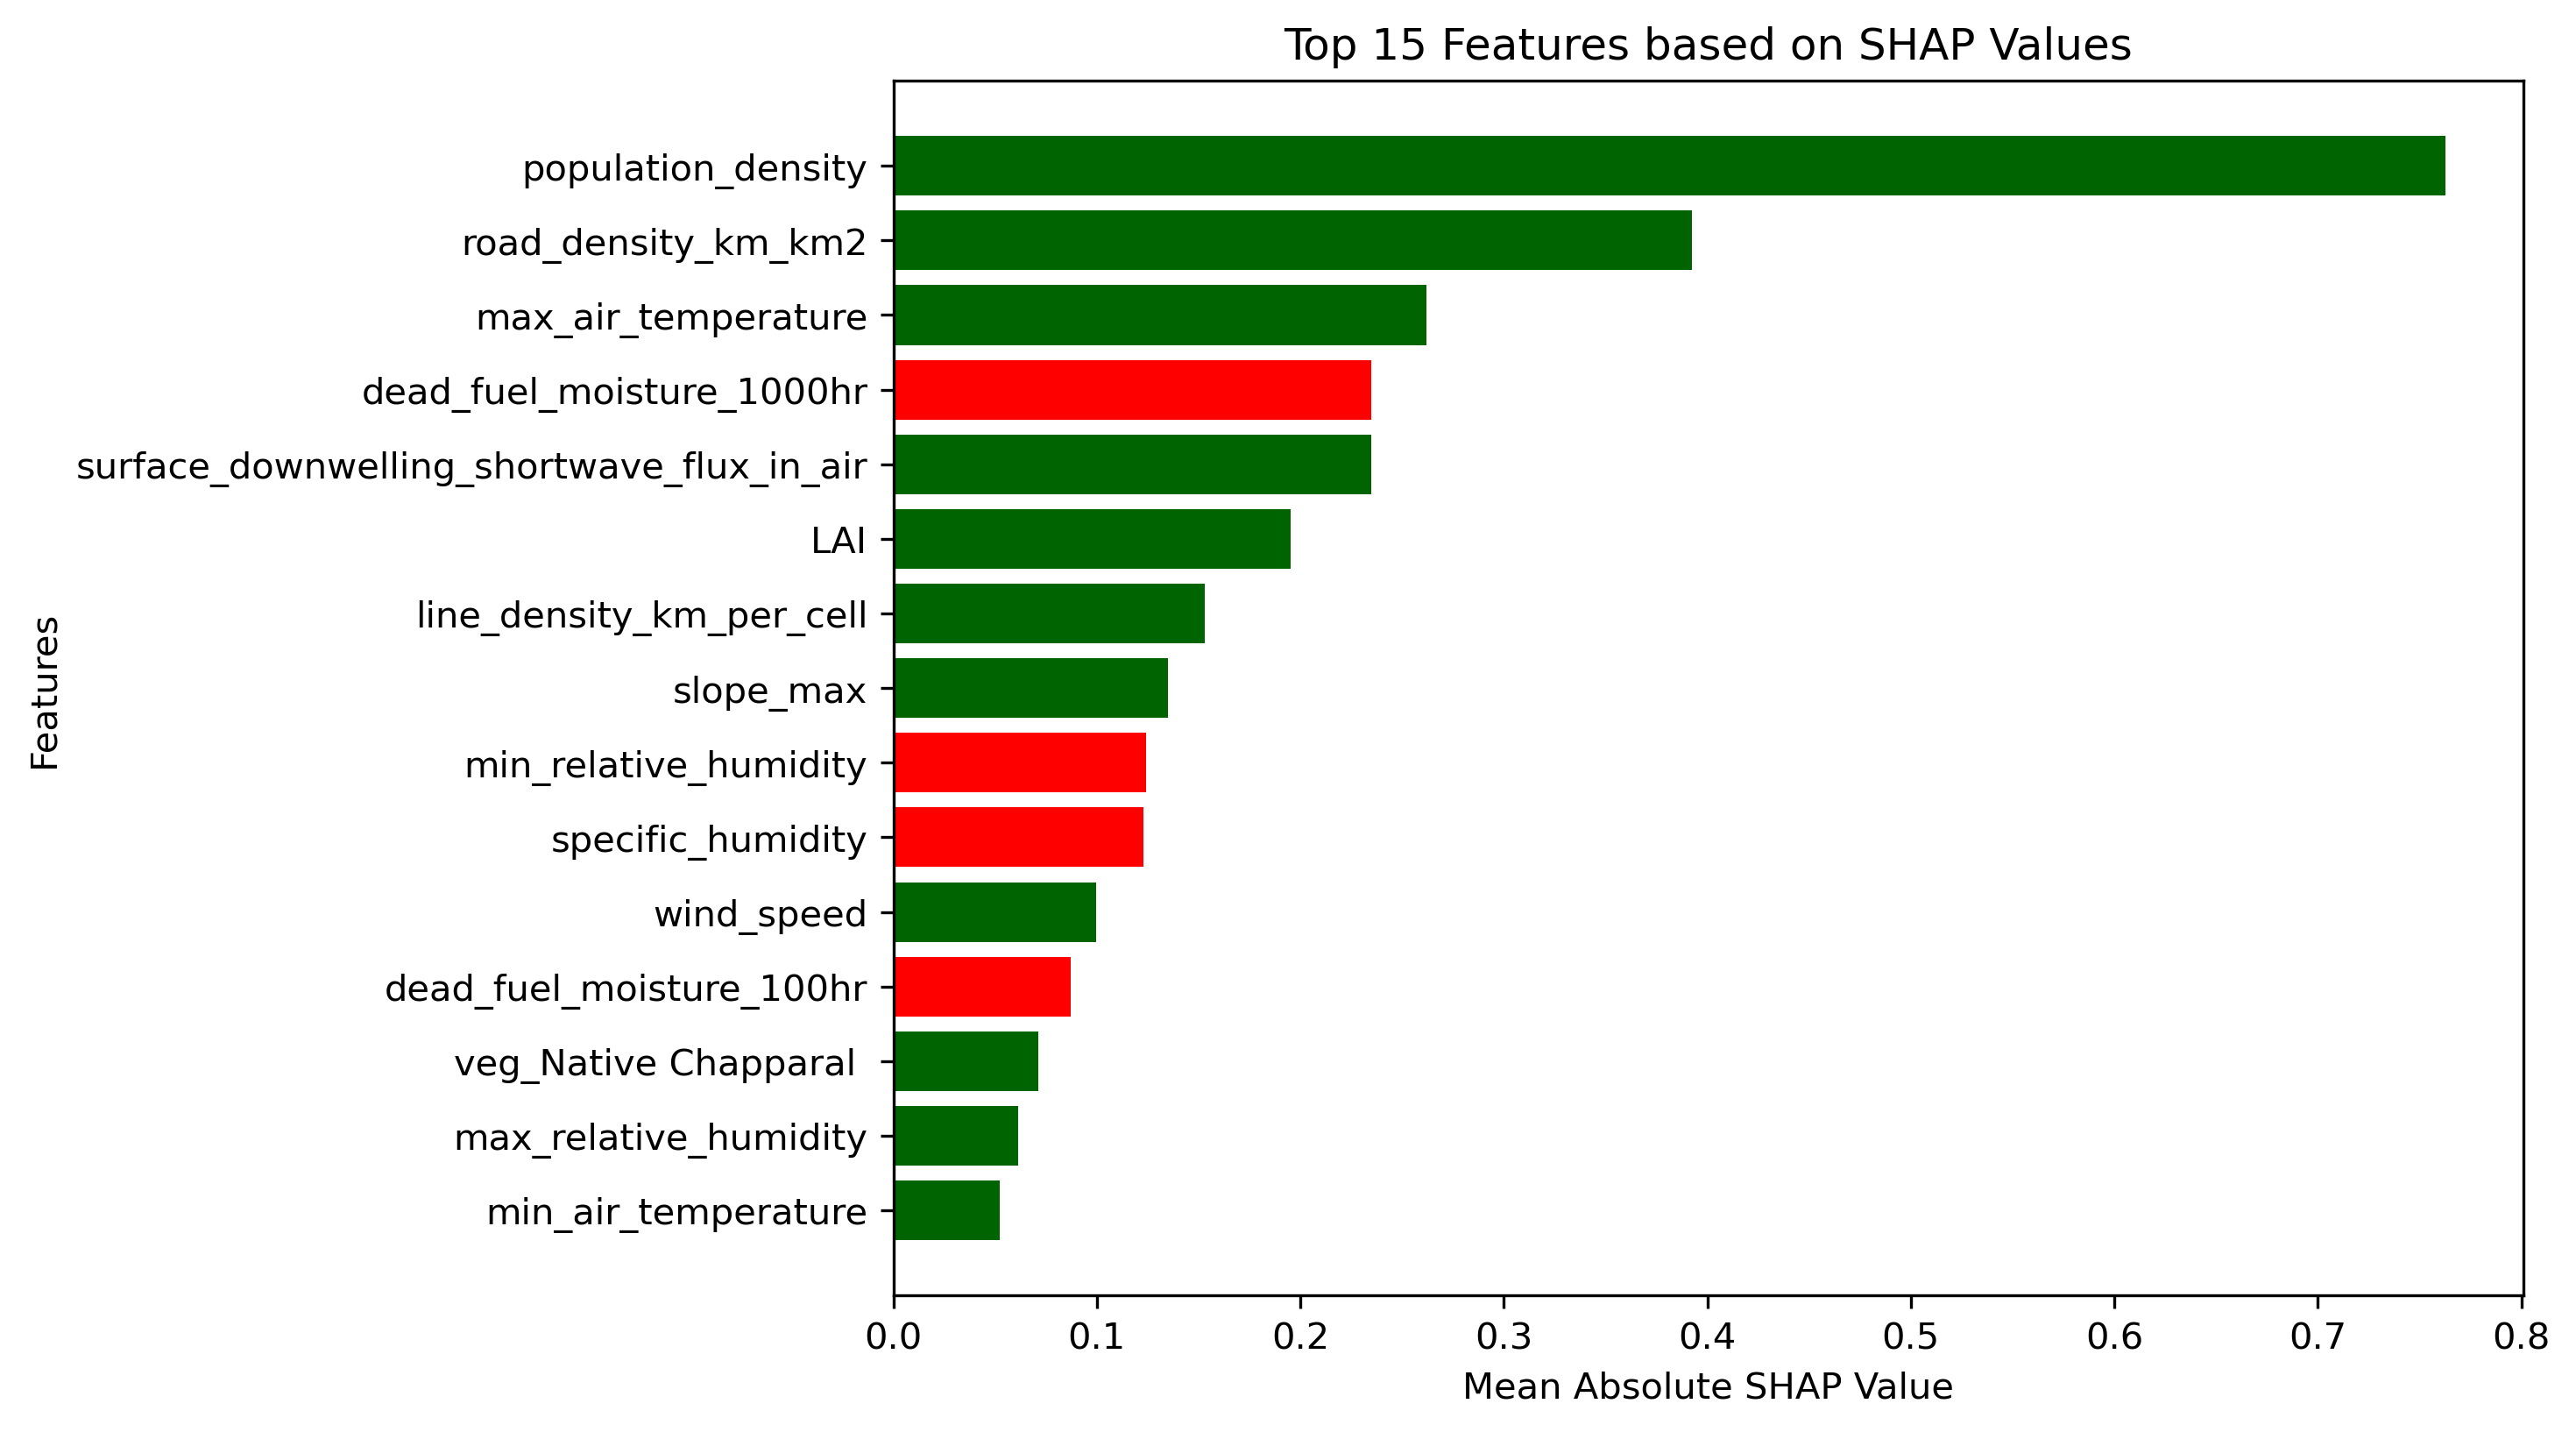 Top 15 Features based on SHAP Values
Features
population_density
road_density_km_km2
max_air_temperature
dead_fuel_moisture_1000hr
surface_downwelling_shortwave_flux_in_air
LAI
line_density_km_per_cell
slope_max
min_relative_humidity
specific_humidity
wind_speed
dead_fuel_moisture_100hr
veg_Native Chapparal
max_relative_humidity
min_air_temperature
0.0 0.1 0.2 0.3 0.4 0.5 0.6 0.7 0.8
Mean Absolute SHAP Value